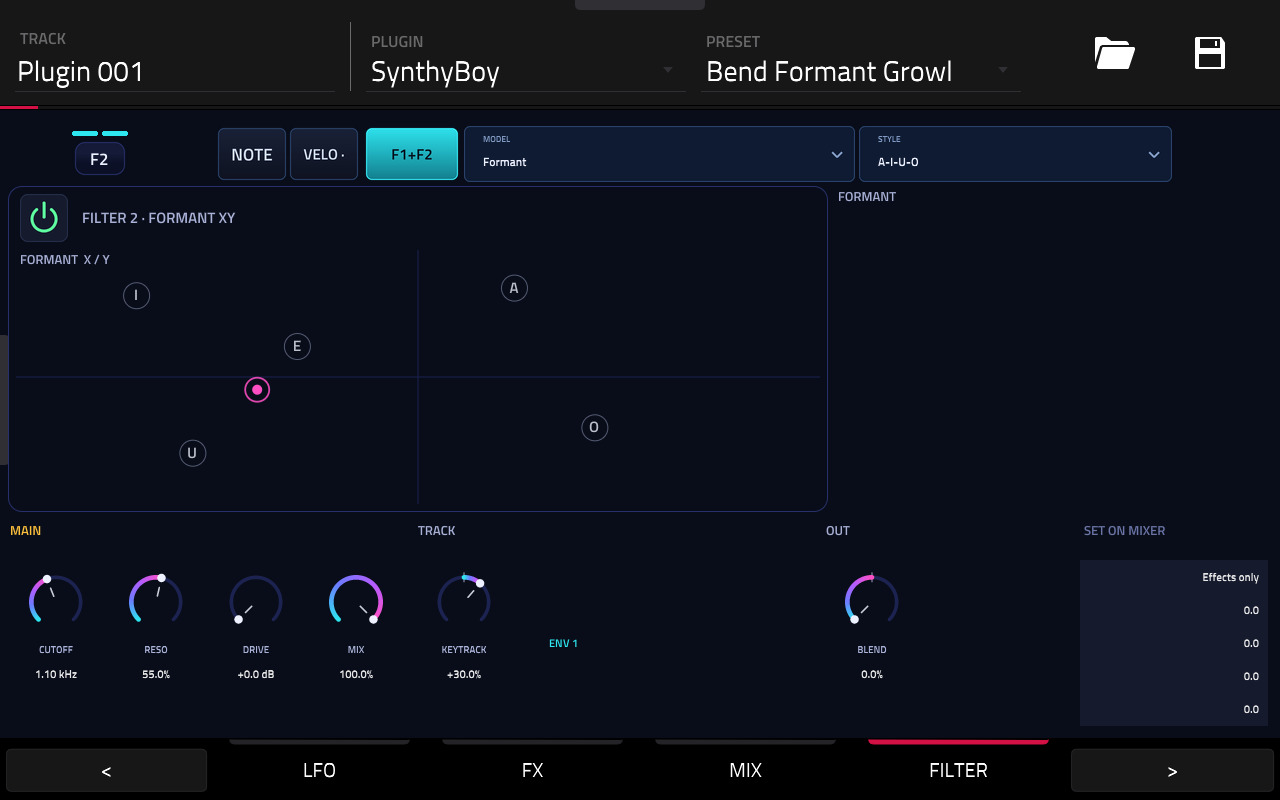 TRACK
Plugin 001
PLUGIN
SynthyBoy
PRESET
Bend Formant Growl
F2
NOTE
VELO ·
F1+F2
MODEL
Formant
STYLE
A-I-U-O
FILTER 2 · FORMANT XY
FORMANT
FORMANT X / Y
I
A
E
U
O
MAIN
TRACK
OUT
SET ON MIXER
CUTOFF
1.10 kHz
RESO
55.0%
DRIVE
+0.0 dB
MIX
100.0%
KEYTRACK
+30.0%
ENV 1
BLEND
0.0%
Effects only
0.0
0.0
0.0
0.0
<
LFO
FX
MIX
FILTER
>